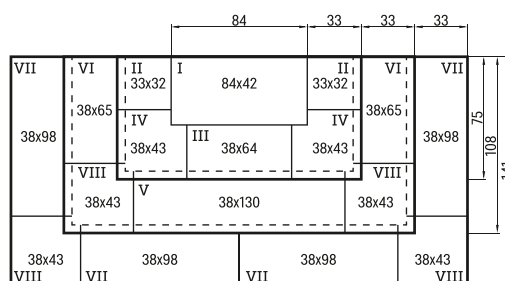 84 33 33 33
VII VI II I II VI VII
33x32 84x42 33x32
38x65 38x65
75
IV IV
38x98 III 38x98
108
38x43 38x64 38x43
VIII VIII
V
38x43 38x130 38x43
38x43 38x98 38x98 38x43
VIII VII VII VIII